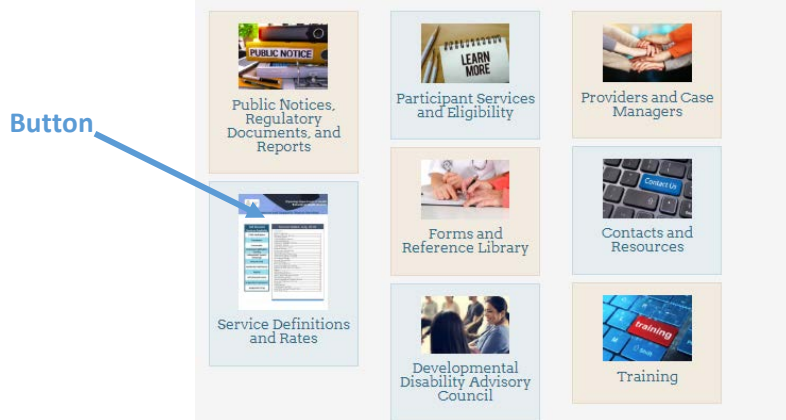 Button
PUBLIC NOTICE
Public Notices,
Regulatory
Documents, and
Reports
Service Definitions
and Rates
LEARN
MORE
Participant Services
and Eligibility
Forms and
Reference Library
Developmental
Disability Advisory
Council
Providers and Case
Managers
Contact Us
Contacts and
Resources
training
Shift
Training